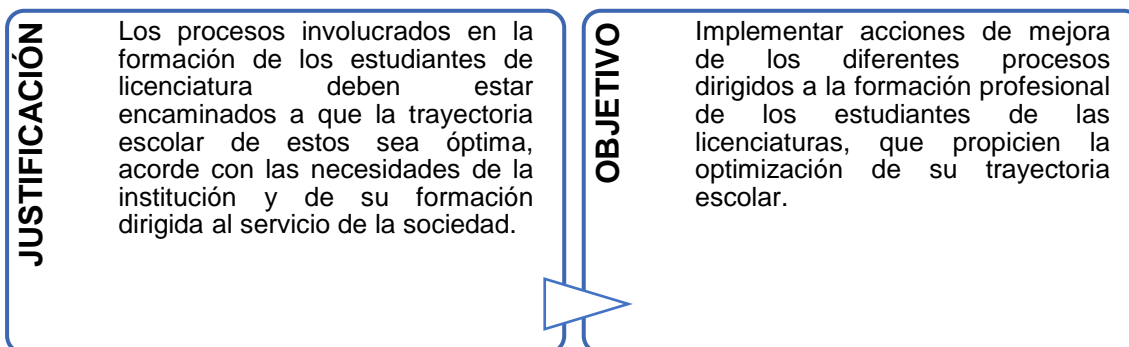 JUSTIFICACIÓN
Los procesos involucrados en la
formación de los estudiantes de
licenciatura deben estar
encaminados a que la trayectoria
escolar de estos sea óptima,
acorde con las necesidades de la
institución y de su formación
dirigida al servicio de la sociedad.
OBJETIVO
Implementar acciones de mejora
de los diferentes procesos
dirigidos a la formación profesional
de los estudiantes de las
licenciaturas, que propicien la
optimización de su trayectoria
escolar.